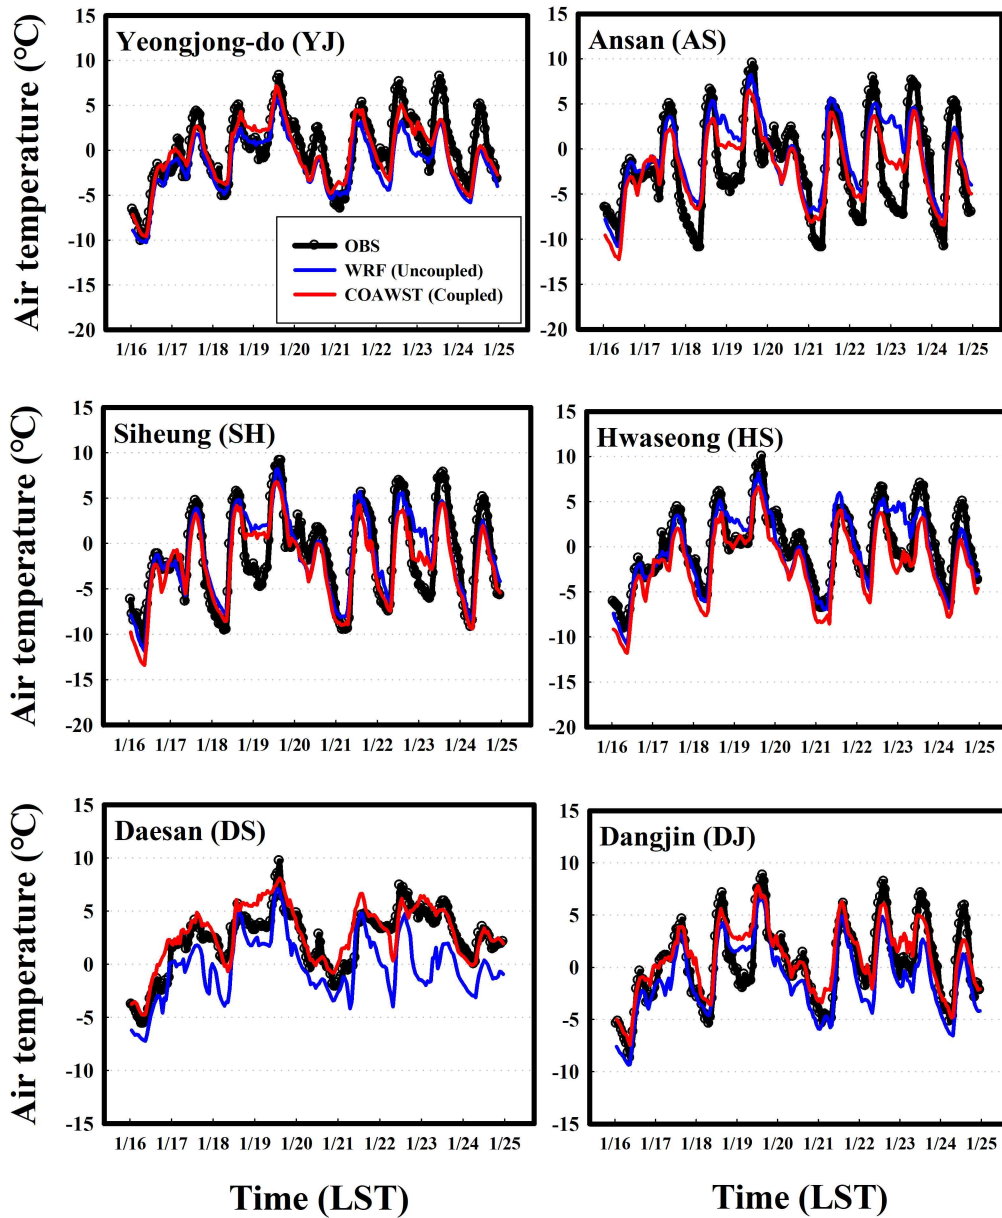 Yeongjong-do (YJ)
Air temperature (°C)
15
10
5
0
-5
-10
-15
-20
OBS
WRF (Uncoupled)
COAWST (Coupled)
1/16 1/17 1/18 1/19 1/20 1/21 1/22 1/23 1/24 1/25
Ansan (AS)
15
10
5
0
-5
-10
-15
-20
1/16 1/17 1/18 1/19 1/20 1/21 1/22 1/23 1/24 1/25
Siheung (SH)
Air temperature (°C)
15
10
5
0
-5
-10
-15
-20
1/16 1/17 1/18 1/19 1/20 1/21 1/22 1/23 1/24 1/25
Hwaseong (HS)
15
10
5
0
-5
-10
-15
-20
1/16 1/17 1/18 1/19 1/20 1/21 1/22 1/23 1/24 1/25
Daesan (DS)
Air temperature (°C)
15
10
5
0
-5
-10
-15
1/16 1/17 1/18 1/19 1/20 1/21 1/22 1/23 1/24 1/25
Time (LST)
Dangjin (DJ)
15
10
5
0
-5
-10
-15
1/16 1/17 1/18 1/19 1/20 1/21 1/22 1/23 1/24 1/25
Time (LST)